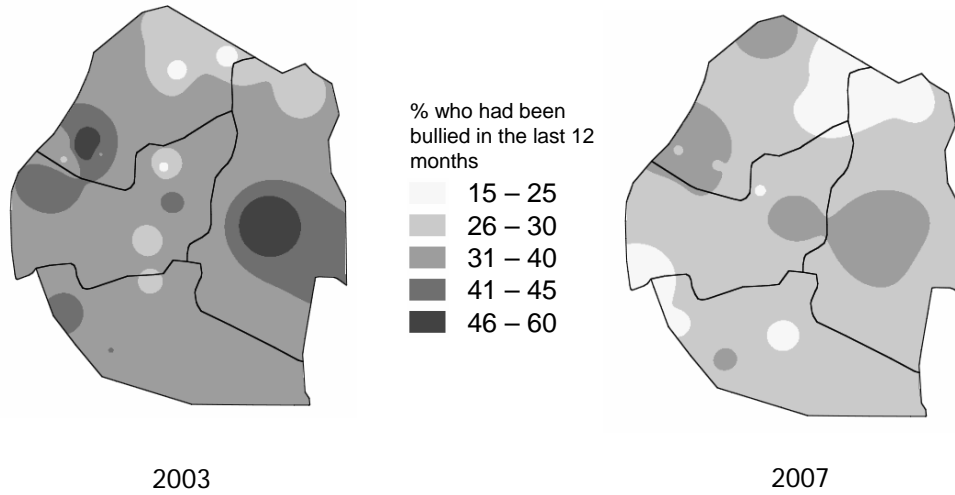 % who had been
bullied in the last 12
months
15 – 25
26 – 30
31 – 40
41 – 45
46 – 60
2003
2007